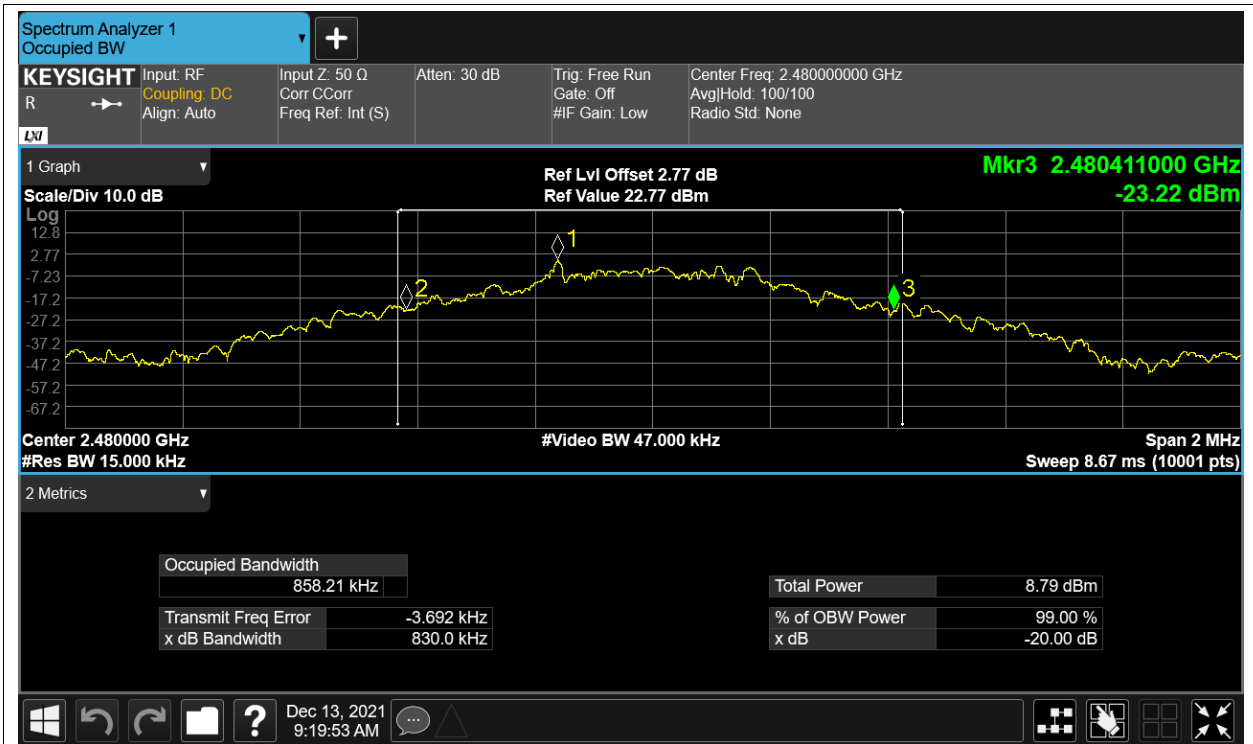 Spectrum Analyzer 1
Occupied BW
+
KEYSIGHT Input: RF Input Z: 50 Ω Atten: 30 dB Trig: Free Run Center Freq: 2.480000000 GHz
R Coupling: DC Corr CCorr Gate: Off Avg|Hold: 100/100
Align: Auto Freq Ref: Int (S) #IF Gain: Low Radio Std: None
LXI
1 Graph Ref Lvl Offset 2.77 dB Mkr3 2.480411000 GHz
Scale/Div 10.0 dB Ref Value 22.77 dBm -23.22 dBm
Log
12.8
1
2.77
-7.23
2
3
-17.2
-27.2
-37.2
-47.2
-57.2
-67.2
Center 2.480000 GHz #Video BW 47.000 kHz Span 2 MHz
#Res BW 15.000 kHz Sweep 8.67 ms (10001 pts)
2 Metrics
Occupied Bandwidth
858.21 kHz Total Power 8.79 dBm
Transmit Freq Error -3.692 kHz % of OBW Power 99.00 %
x dB Bandwidth 830.0 kHz x dB -20.00 dB
? Dec 13, 2021
9:19:53 AM